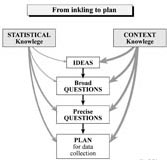 From inkling to plan
STATISTICAL
Knowlege
CONTEXT
Knowlege
IDEAS
Broad
QUESTIONS
Precise
QUESTIONS
PLAN
for data
collection